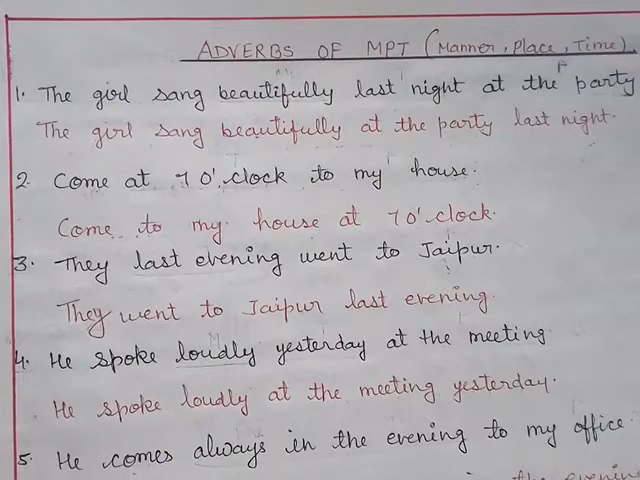 ADVERBS OF MPT (Manner, Place, Time)
1. The girl sang beautifully last night at the party
The girl sang beautifully at the party last night.
2. Come at 7 O'clock to my house.
Come to my house at 7 O'clock.
3. They last evening went to Jaipur.
They went to Jaipur last evening.
4. He spoke loudly yesterday at the meeting
He spoke loudly at the meeting yesterday.
5. He comes always in the evening to my office.
the evening